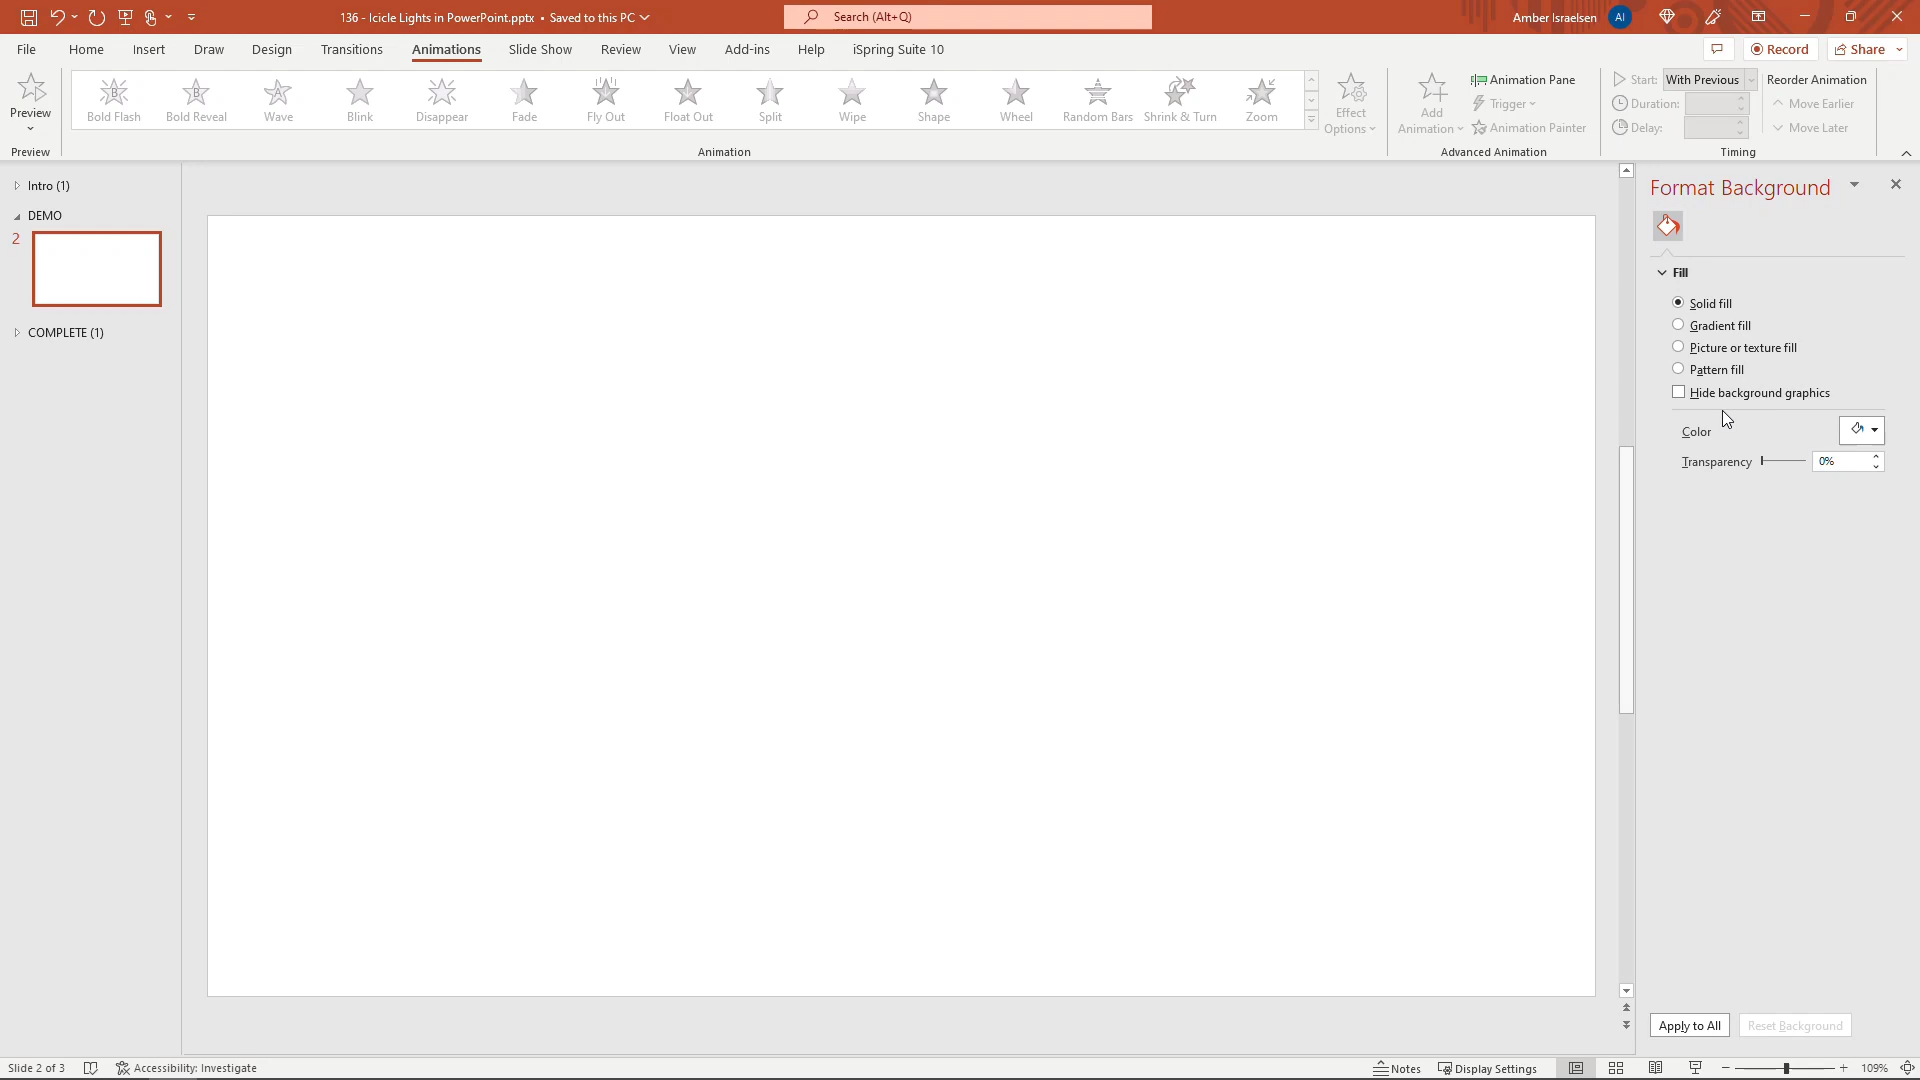 136 - Icicle Lights in PowerPoint.pptx • Saved to this PC
Search (Alt+Q)
Amber Israelsen
AI
File Home Insert Draw Design Transitions Animations Slide Show Review View Add-ins Help iSpring Suite 10
Record
Share
Preview
Bold Flash Bold Reveal Wave Blink Disappear Fade Fly Out Float Out Split Wipe Shape Wheel Random Bars Shrink & Turn Zoom
Effect Options
Add Animation
Animation Pane
Trigger
Animation Painter
Start: With Previous
Duration:
Delay:
Reorder Animation
Move Earlier
Move Later
Preview
Animation
Advanced Animation
Timing
Intro (1)
DEMO
2
COMPLETE (1)
Format Background
Fill
Solid fill
Gradient fill
Picture or texture fill
Pattern fill
Hide background graphics
Color
Transparency 0%
Apply to All
Reset Background
Slide 2 of 3
Accessibility: Investigate
Notes
Display Settings
109%